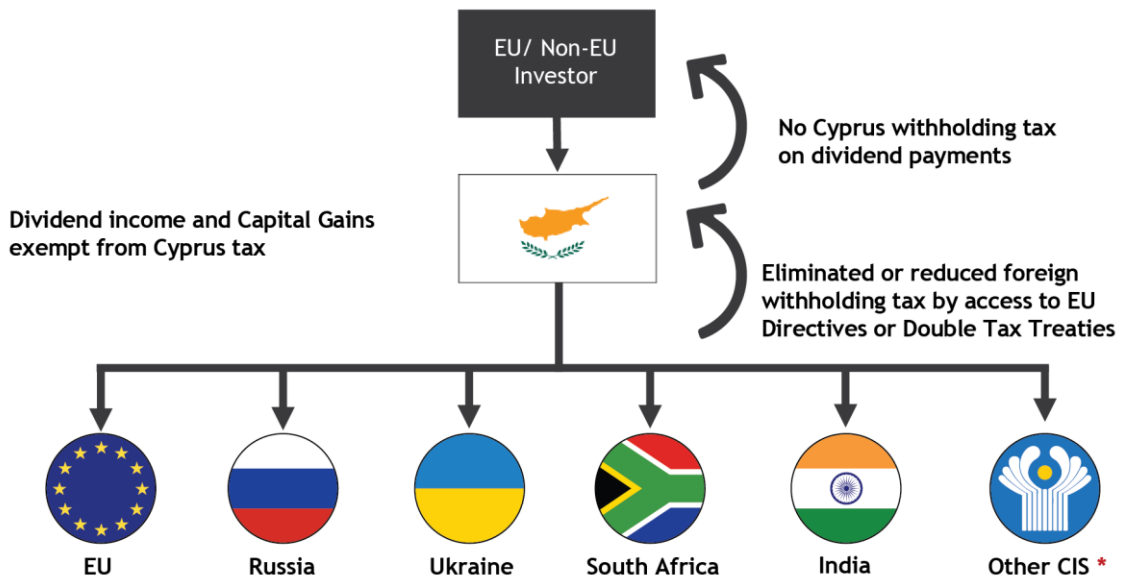 EU/ Non-EU
Investor
No Cyprus withholding tax
on dividend payments
Dividend income and Capital Gains
exempt from Cyprus tax
Eliminated or reduced foreign
withholding tax by access to EU
Directives or Double Tax Treaties
EU
Russia
Ukraine
South Africa
India
Other CIS *